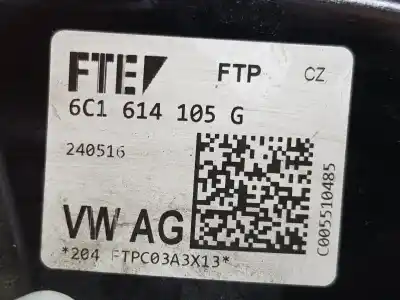 FTE FTP CZ
6C1 614 105 G
240516
VW AG
*204 FTPC03A3X13*
C005510485